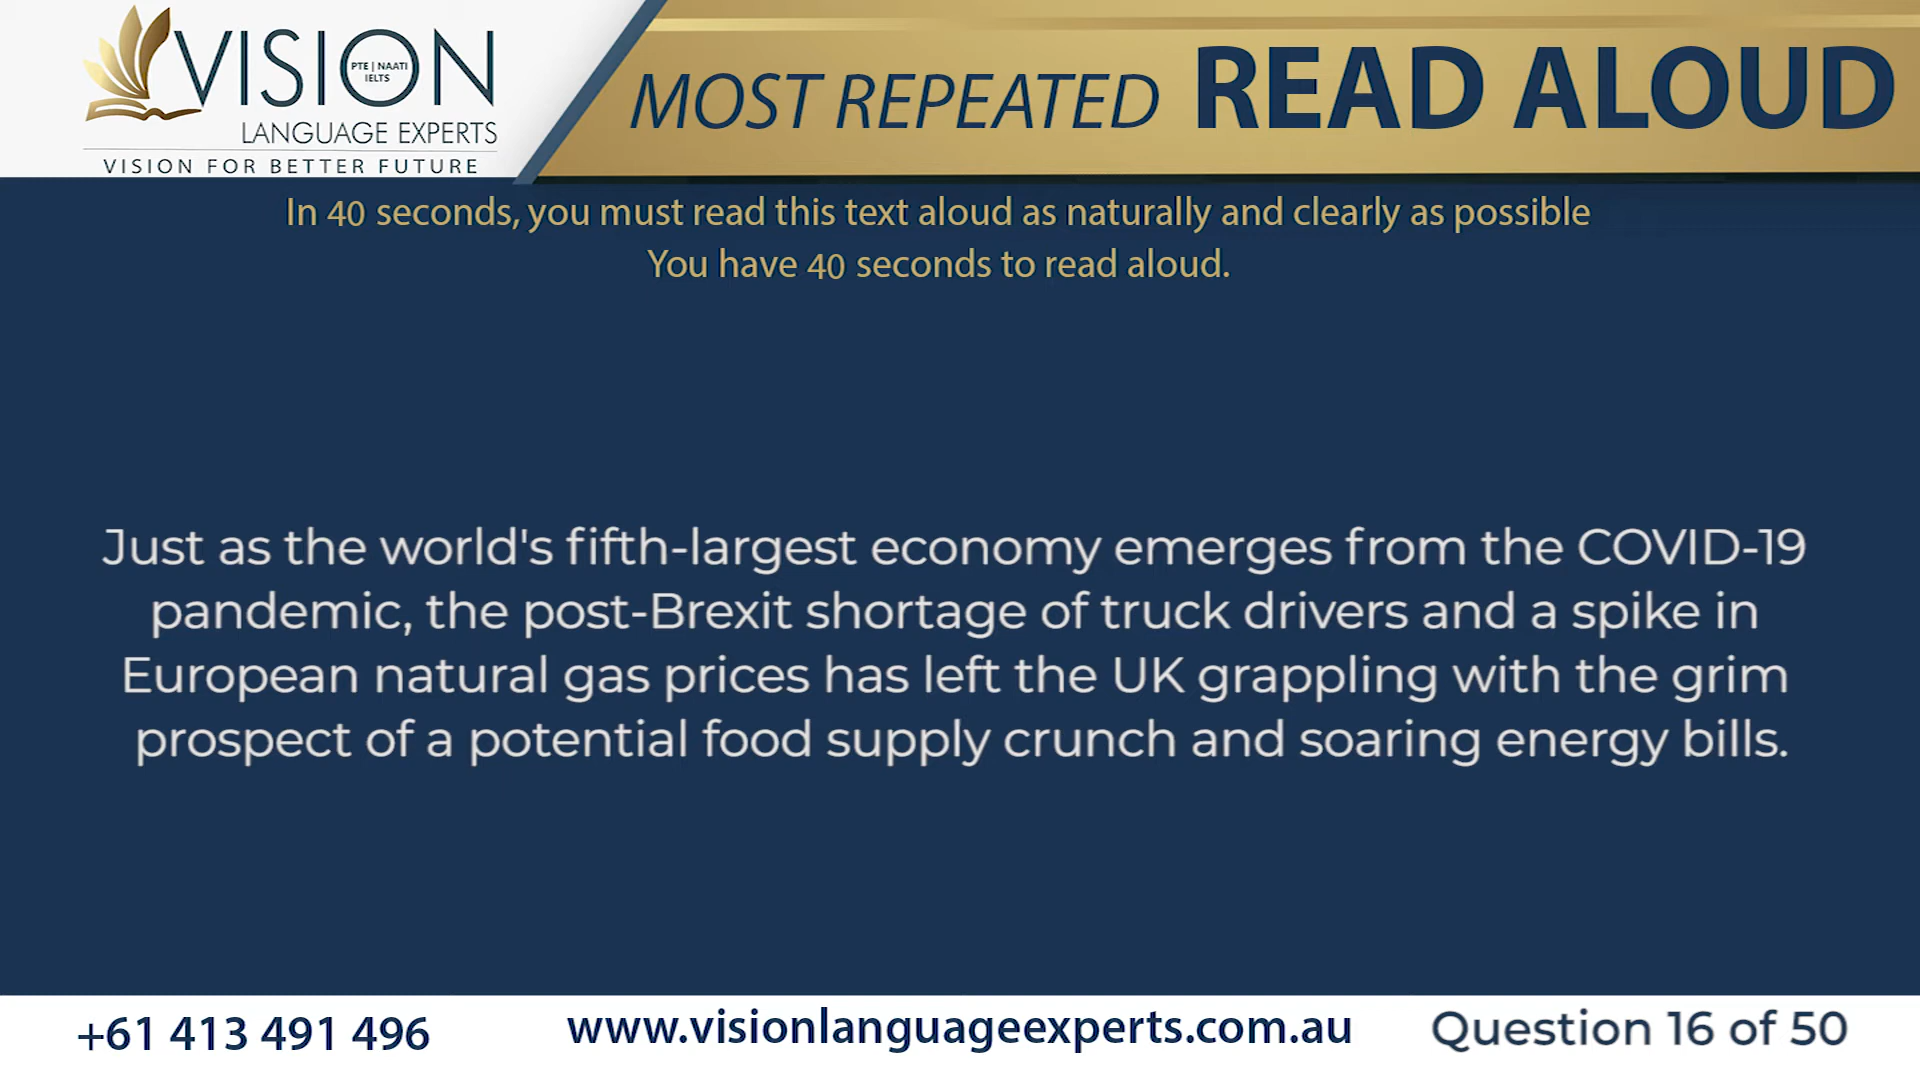 VISION
PTE | NAATI
IELTS
LANGUAGE EXPERTS
VISION FOR BETTER FUTURE
MOST REPEATED READ ALOUD
In 40 seconds, you must read this text aloud as naturally and clearly as possible
You have 40 seconds to read aloud.
Just as the world's fifth-largest economy emerges from the COVID-19
pandemic, the post-Brexit shortage of truck drivers and a spike in
European natural gas prices has left the UK grappling with the grim
prospect of a potential food supply crunch and soaring energy bills.
+61 413 491 496
www.visionlanguageexperts.com.au
Question 16 of 50